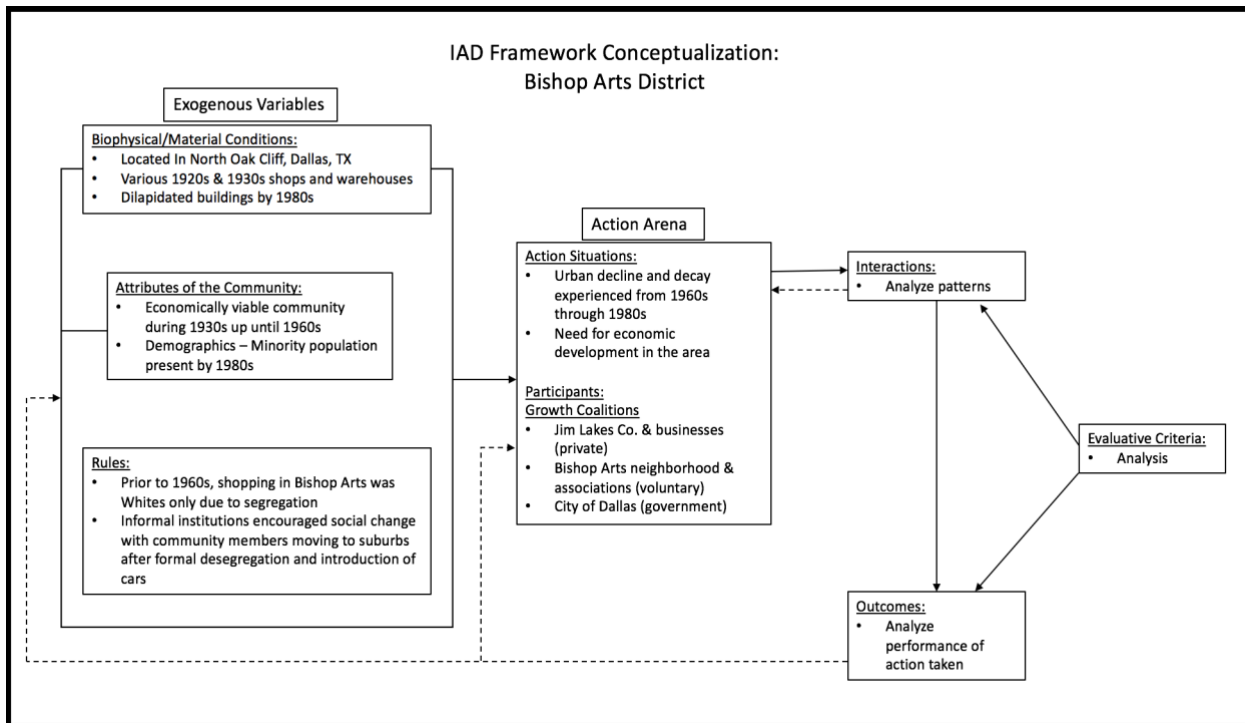 IAD Framework Conceptualization:
Bishop Arts District
Exogenous Variables
Biophysical/Material Conditions:
• Located In North Oak Cliff, Dallas, TX
• Various 1920s & 1930s shops and warehouses
• Dilapidated buildings by 1980s
Attributes of the Community:
• Economically viable community
during 1930s up until 1960s
• Demographics – Minority population
present by 1980s
Rules:
• Prior to 1960s, shopping in Bishop Arts was
Whites only due to segregation
• Informal institutions encouraged social change
with community members moving to suburbs
after formal desegregation and introduction of
cars
Action Arena
Action Situations:
• Urban decline and decay
experienced from 1960s
through 1980s
• Need for economic
development in the area
Participants:
Growth Coalitions
• Jim Lakes Co. & businesses
(private)
• Bishop Arts neighborhood &
associations (voluntary)
• City of Dallas (government)
Interactions:
• Analyze patterns
Evaluative Criteria:
• Analysis
Outcomes:
• Analyze
performance of
action taken